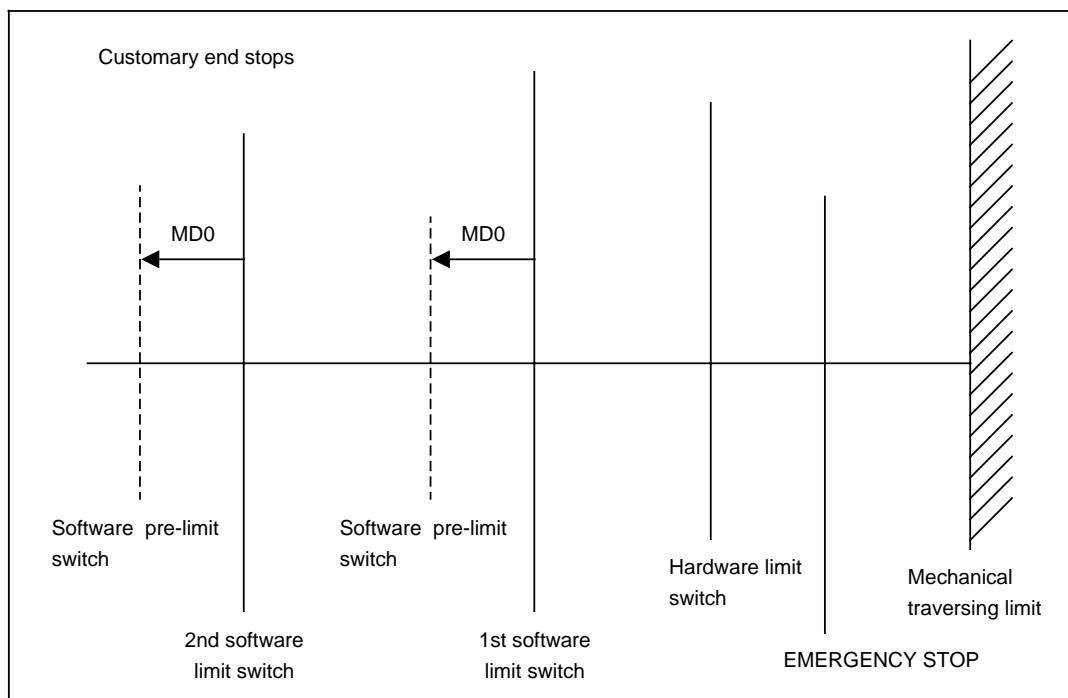 Customary end stops
MD0
MD0
Software pre-limit
switch
Software pre-limit
switch
Hardware limit
switch
Mechanical
traversing limit
2nd software
limit switch
1st software
limit switch
EMERGENCY STOP